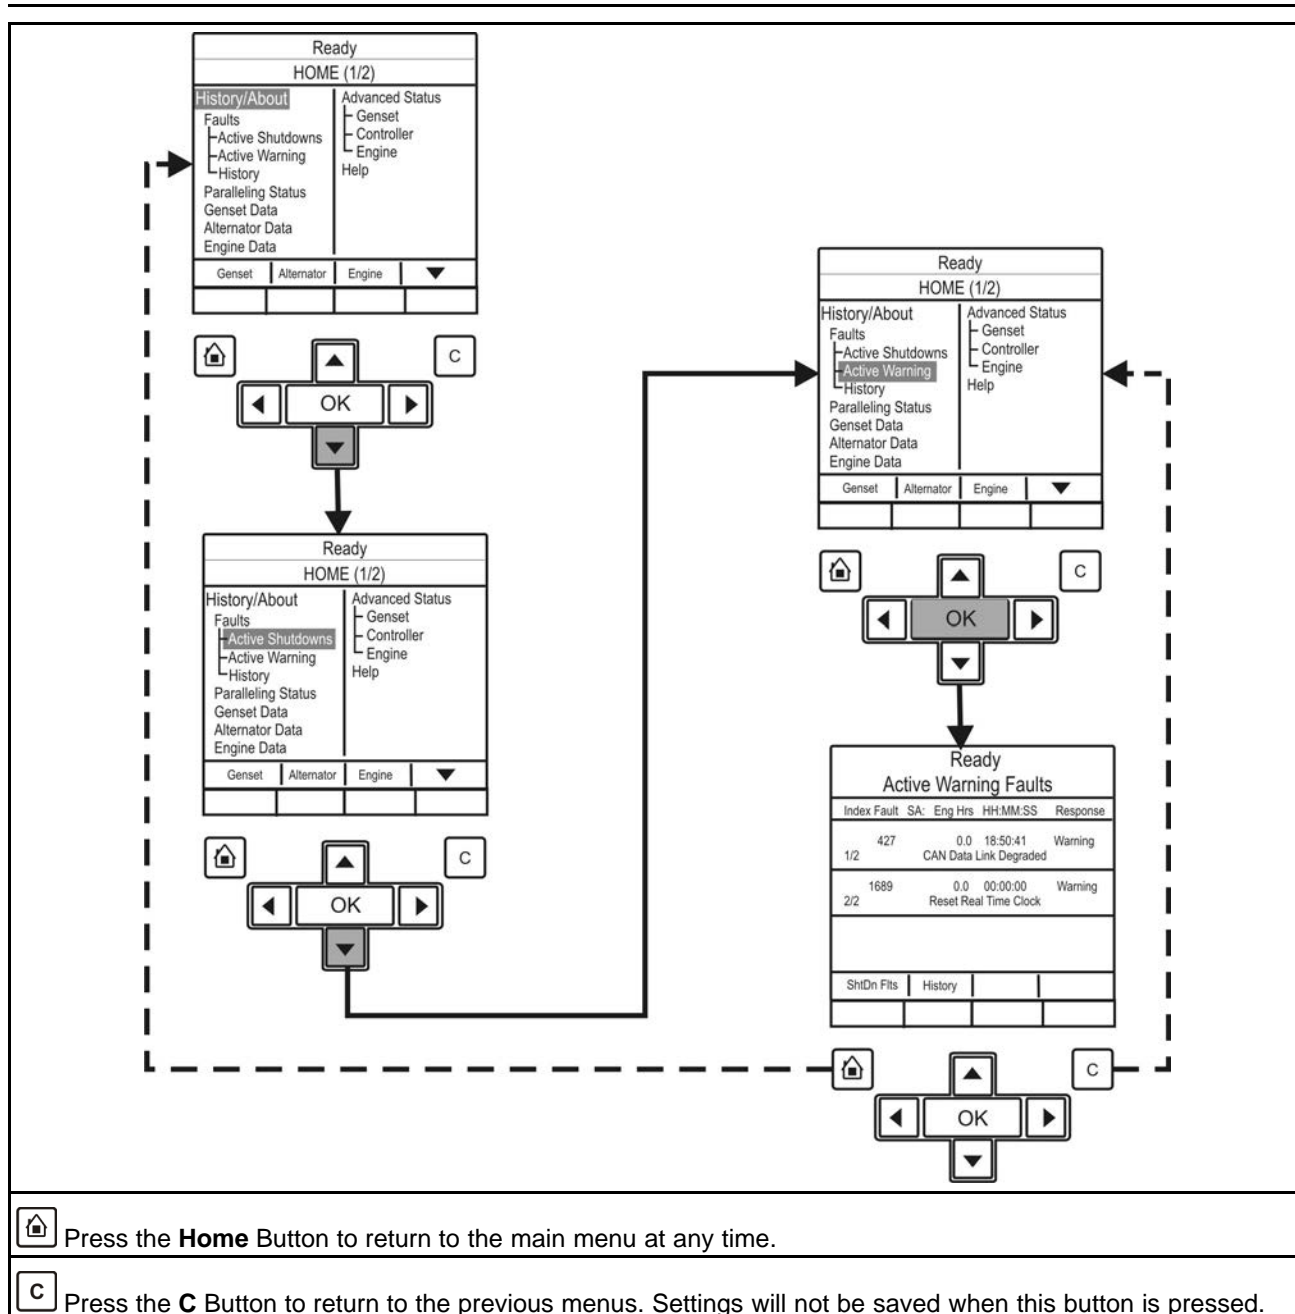 Ready
HOME (1/2)
History/About
Faults
Active Shutdowns
Active Warning
History
Paralleling Status
Genset Data
Alternator Data
Engine Data
Advanced Status
Genset
Controller
Engine
Help
Genset Alternator Engine
C
OK
Ready
HOME (1/2)
History/About
Faults
Active Shutdowns
Active Warning
History
Paralleling Status
Genset Data
Alternator Data
Engine Data
Advanced Status
Genset
Controller
Engine
Help
Genset Alternator Engine
C
OK
Ready
HOME (1/2)
History/About
Faults
Active Shutdowns
Active Warning
History
Paralleling Status
Genset Data
Alternator Data
Engine Data
Advanced Status
Genset
Controller
Engine
Help
Genset Alternator Engine
C
OK
Ready
Active Warning Faults
Index Fault SA: Eng Hrs HH:MM:SS Response
427 0.0 18:50:41 Warning
1/2 CAN Data Link Degraded
1689 0.0 00:00:00 Warning
2/2 Reset Real Time Clock
ShtDn Flts History
C
OK
Press the Home Button to return to the main menu at any time.
C Press the C Button to return to the previous menus. Settings will not be saved when this button is pressed.